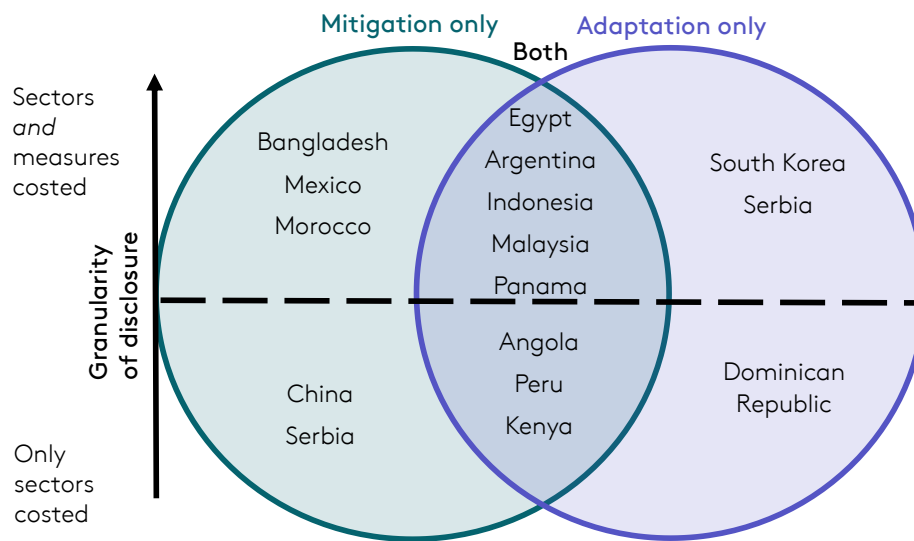 Mitigation only
Adaptation only
Both
Sectors
and
measures
costed
Granularity
of disclosure
Only
sectors
costed
Bangladesh
Mexico
Morocco
China
Serbia
Egypt
Argentina
Indonesia
Malaysia
Panama
Angola
Peru
Kenya
South Korea
Serbia
Dominican
Republic